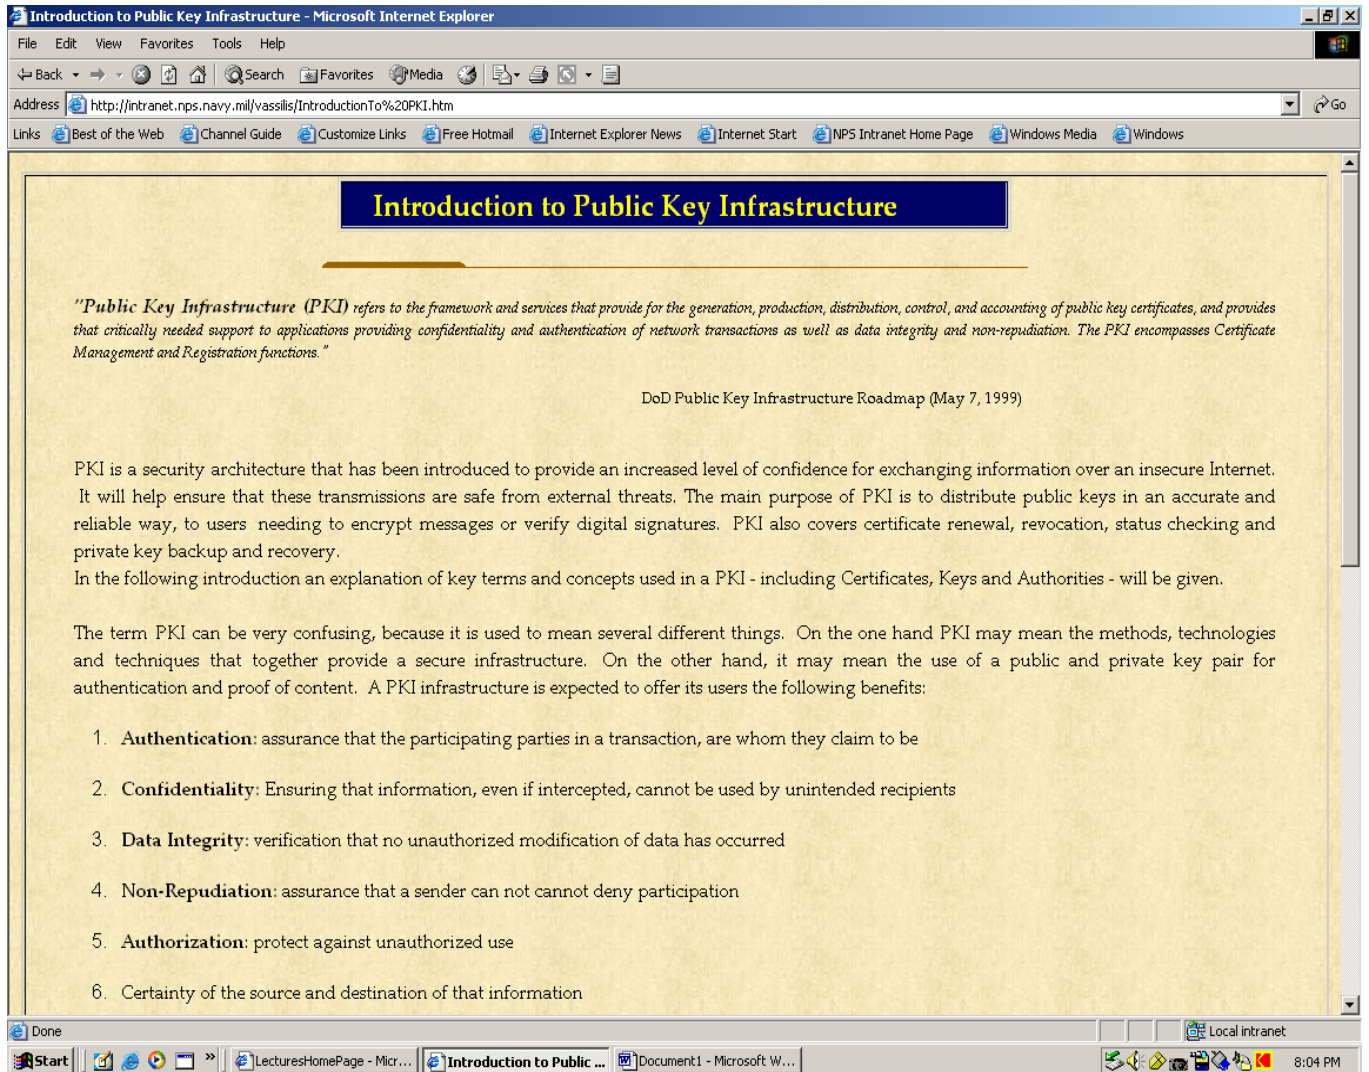 Introduction to Public Key Infrastructure - Microsoft Internet Explorer
File Edit View Favorites Tools Help
Back Search Favorites Media
Address http://intranet.nps.navy.mil/vassilis/IntroductionTo%20PKI.htm Go
Links Best of the Web Channel Guide Customize Links Free Hotmail Internet Explorer News Internet Start NPS Intranet Home Page Windows Media Windows
Introduction to Public Key Infrastructure
"Public Key Infrastructure (PKI) refers to the framework and services that provide for the generation, production, distribution, control, and accounting of public key certificates, and provides
that critically needed support to applications providing confidentiality and authentication of network transactions as well as data integrity and non-repudiation. The PKI encompasses Certificate
Management and Registration functions."
DoD Public Key Infrastructure Roadmap (May 7, 1999)
PKI is a security architecture that has been introduced to provide an increased level of confidence for exchanging information over an insecure Internet.
It will help ensure that these transmissions are safe from external threats. The main purpose of PKI is to distribute public keys in an accurate and
reliable way, to users needing to encrypt messages or verify digital signatures. PKI also covers certificate renewal, revocation, status checking and
private key backup and recovery.
In the following introduction an explanation of key terms and concepts used in a PKI - including Certificates, Keys and Authorities - will be given.
The term PKI can be very confusing, because it is used to mean several different things. On the one hand PKI may mean the methods, technologies
and techniques that together provide a secure infrastructure. On the other hand, it may mean the use of a public and private key pair for
authentication and proof of content. A PKI infrastructure is expected to offer its users the following benefits:
1. Authentication: assurance that the participating parties in a transaction, are whom they claim to be
2. Confidentiality: Ensuring that information, even if intercepted, cannot be used by unintended recipients
3. Data Integrity: verification that no unauthorized modification of data has occurred
4. Non-Repudiation: assurance that a sender can not cannot deny participation
5. Authorization: protect against unauthorized use
6. Certainty of the source and destination of that information
Done Local intranet
Start » LecturesHomePage - Micr... Introduction to Public ... Document1 - Microsoft W... 8:04 PM